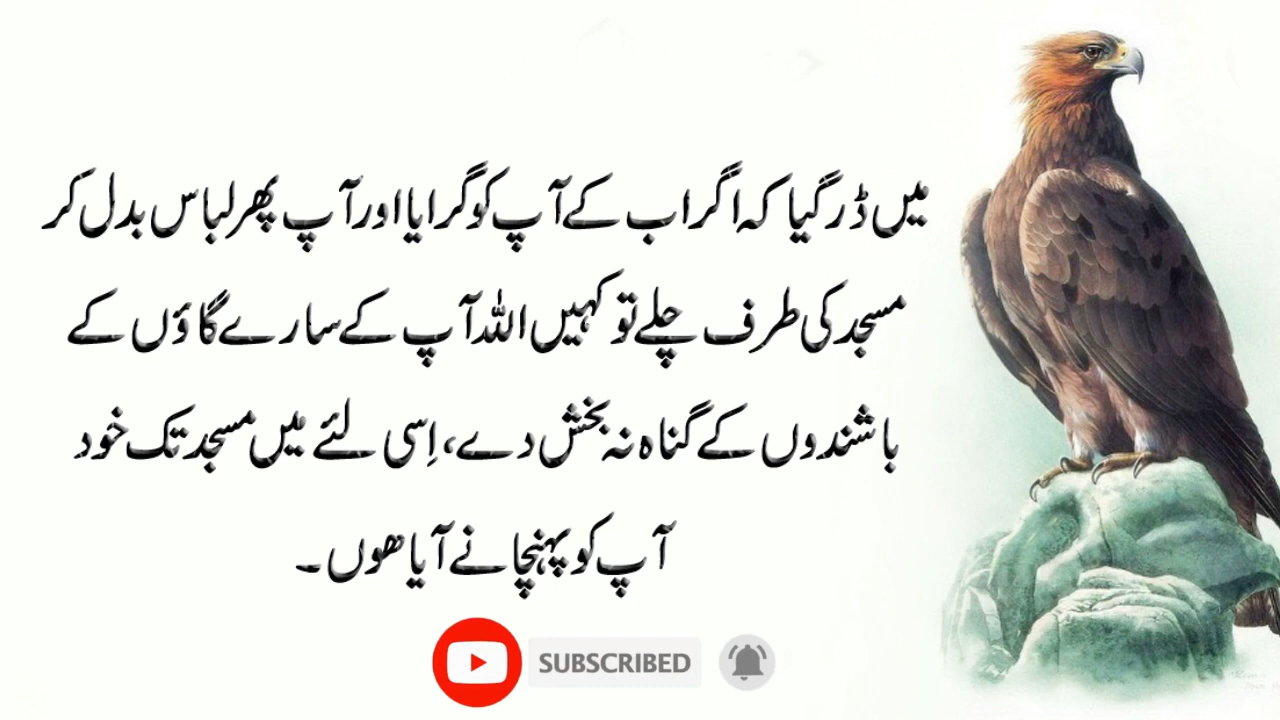 میں ڈر گیا کہ اگر اب کے آپ کو گرایا اور آپ پھر لباس بدل کر
مسجد کی طرف چلے تو کہیں اللہ آپ کے سارے گاؤں کے
باشندوں کے گناہ نہ بخش دے، اِسی لئے میں مسجد تک خود
آپ کو پہنچانے آیا ھوں۔
SUBSCRIBED